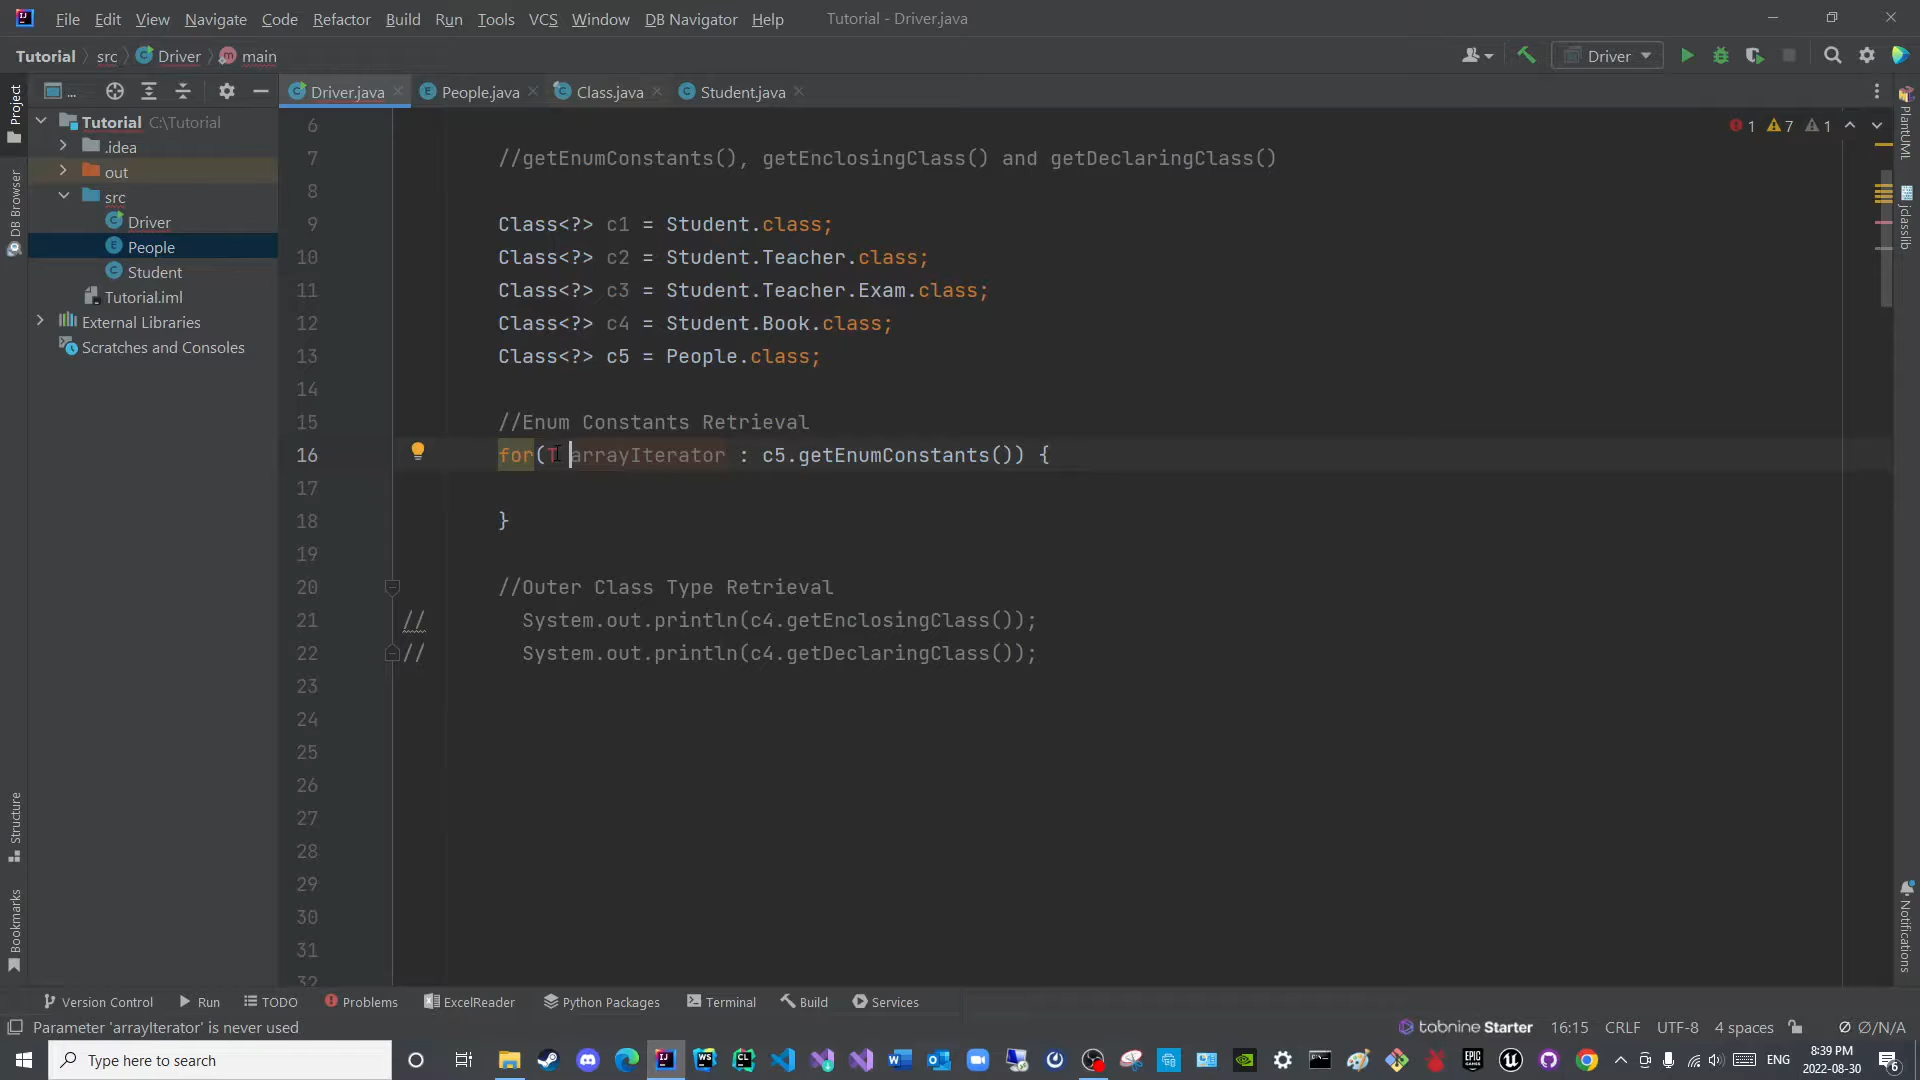 File Edit View Navigate Code Refactor Build Run Tools VCS Window DB Navigator Help Tutorial - Driver.java
Tutorial src Driver main Driver
Project ... Driver.java People.java Class.java Student.java
Tutorial C:\Tutorial
.idea
out
src
Driver
People
Student
Tutorial.iml
External Libraries
Scratches and Consoles
DB Browser
Structure
Bookmarks
1 7 1
6
7 //getEnumConstants(), getEnclosingClass() and getDeclaringClass()
8
9 Class<?> c1 = Student.class;
10 Class<?> c2 = Student.Teacher.class;
11 Class<?> c3 = Student.Teacher.Exam.class;
12 Class<?> c4 = Student.Book.class;
13 Class<?> c5 = People.class;
14
15 //Enum Constants Retrieval
16 for(T arrayIterator : c5.getEnumConstants()) {
17
18 }
19
20 //Outer Class Type Retrieval
21 // System.out.println(c4.getEnclosingClass());
22 // System.out.println(c4.getDeclaringClass());
23
24
25
26
27
28
29
30
31
32
PlantUML
jclasslib
Notifications
Version Control Run TODO Problems ExcelReader Python Packages Terminal Build Services
Parameter 'arrayIterator' is never used tabnine Starter 16:15 CRLF UTF-8 4 spaces Ø/N/A
Type here to search ENG 8:39 PM
2022-08-30 6